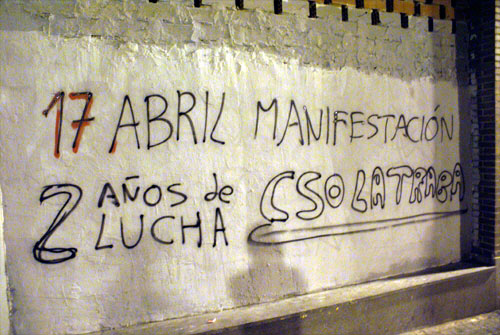 17 ABRIL MANIFESTACIÓN
2 AÑOS de LUCHA CSO LA TRABA